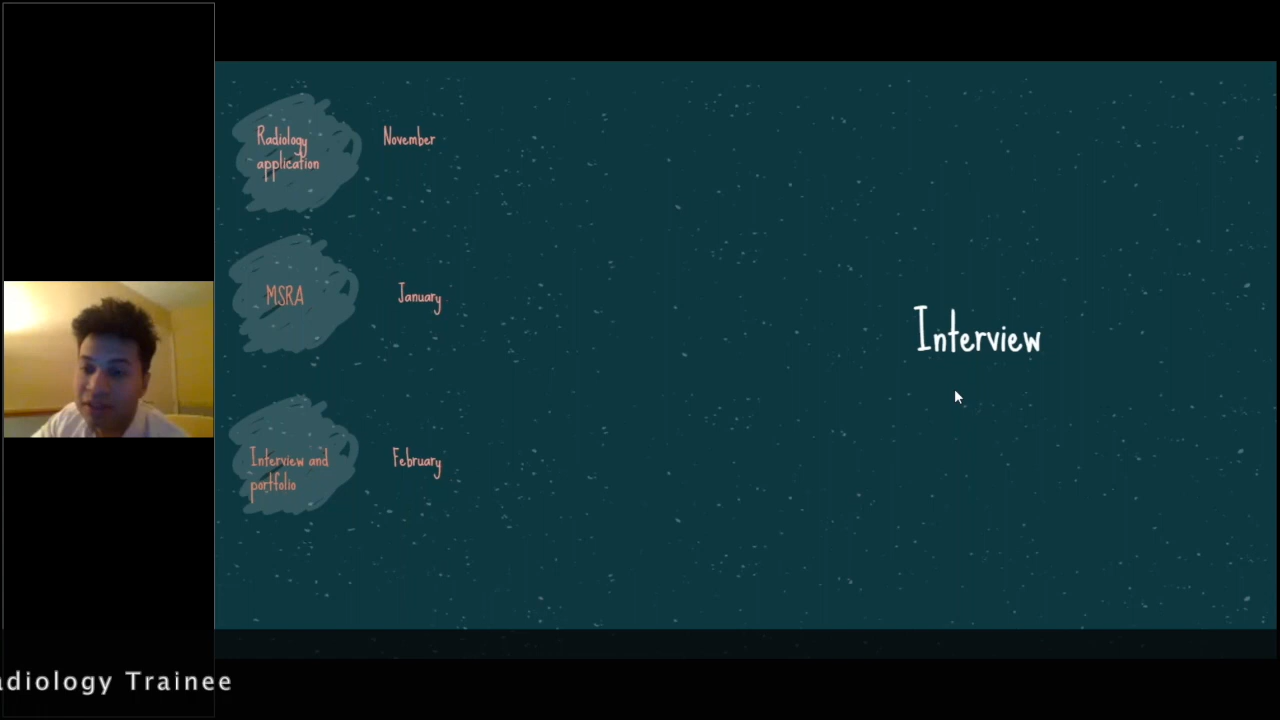 Radiology
application
November
MSRA
January
Interview and
portfolio
February
Interview
adiology Trainee